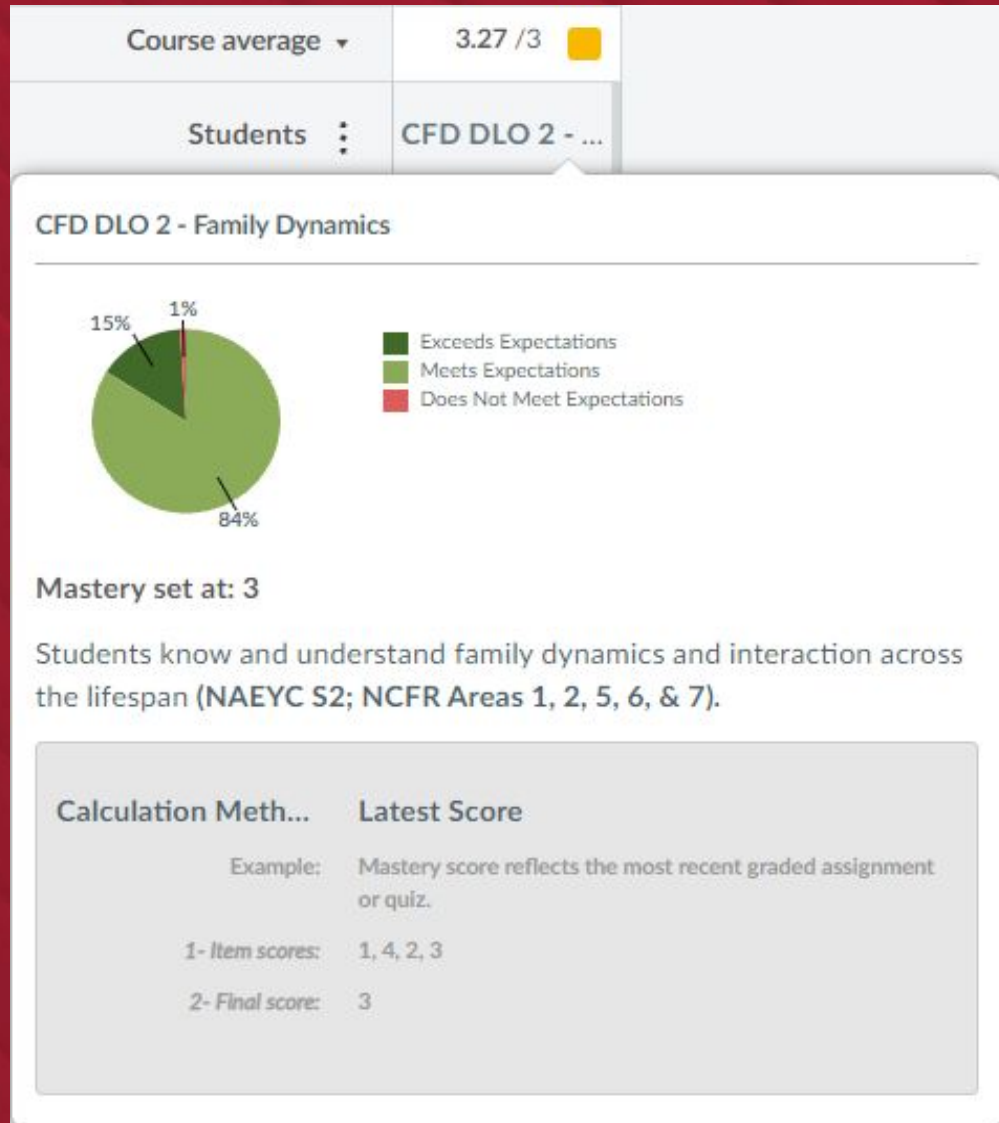 Course average
3.27 /3
Students
CFD DLO 2 - ...
CFD DLO 2 - Family Dynamics
1%
15%
84%
Exceeds Expectations
Meets Expectations
Does Not Meet Expectations
Mastery set at: 3
Students know and understand family dynamics and interaction across
the lifespan (NAEYC S2; NCFR Areas 1, 2, 5, 6, & 7).
Calculation Meth... Latest Score
Example: Mastery score reflects the most recent graded assignment
or quiz.
1- Item scores: 1, 4, 2, 3
2- Final score: 3